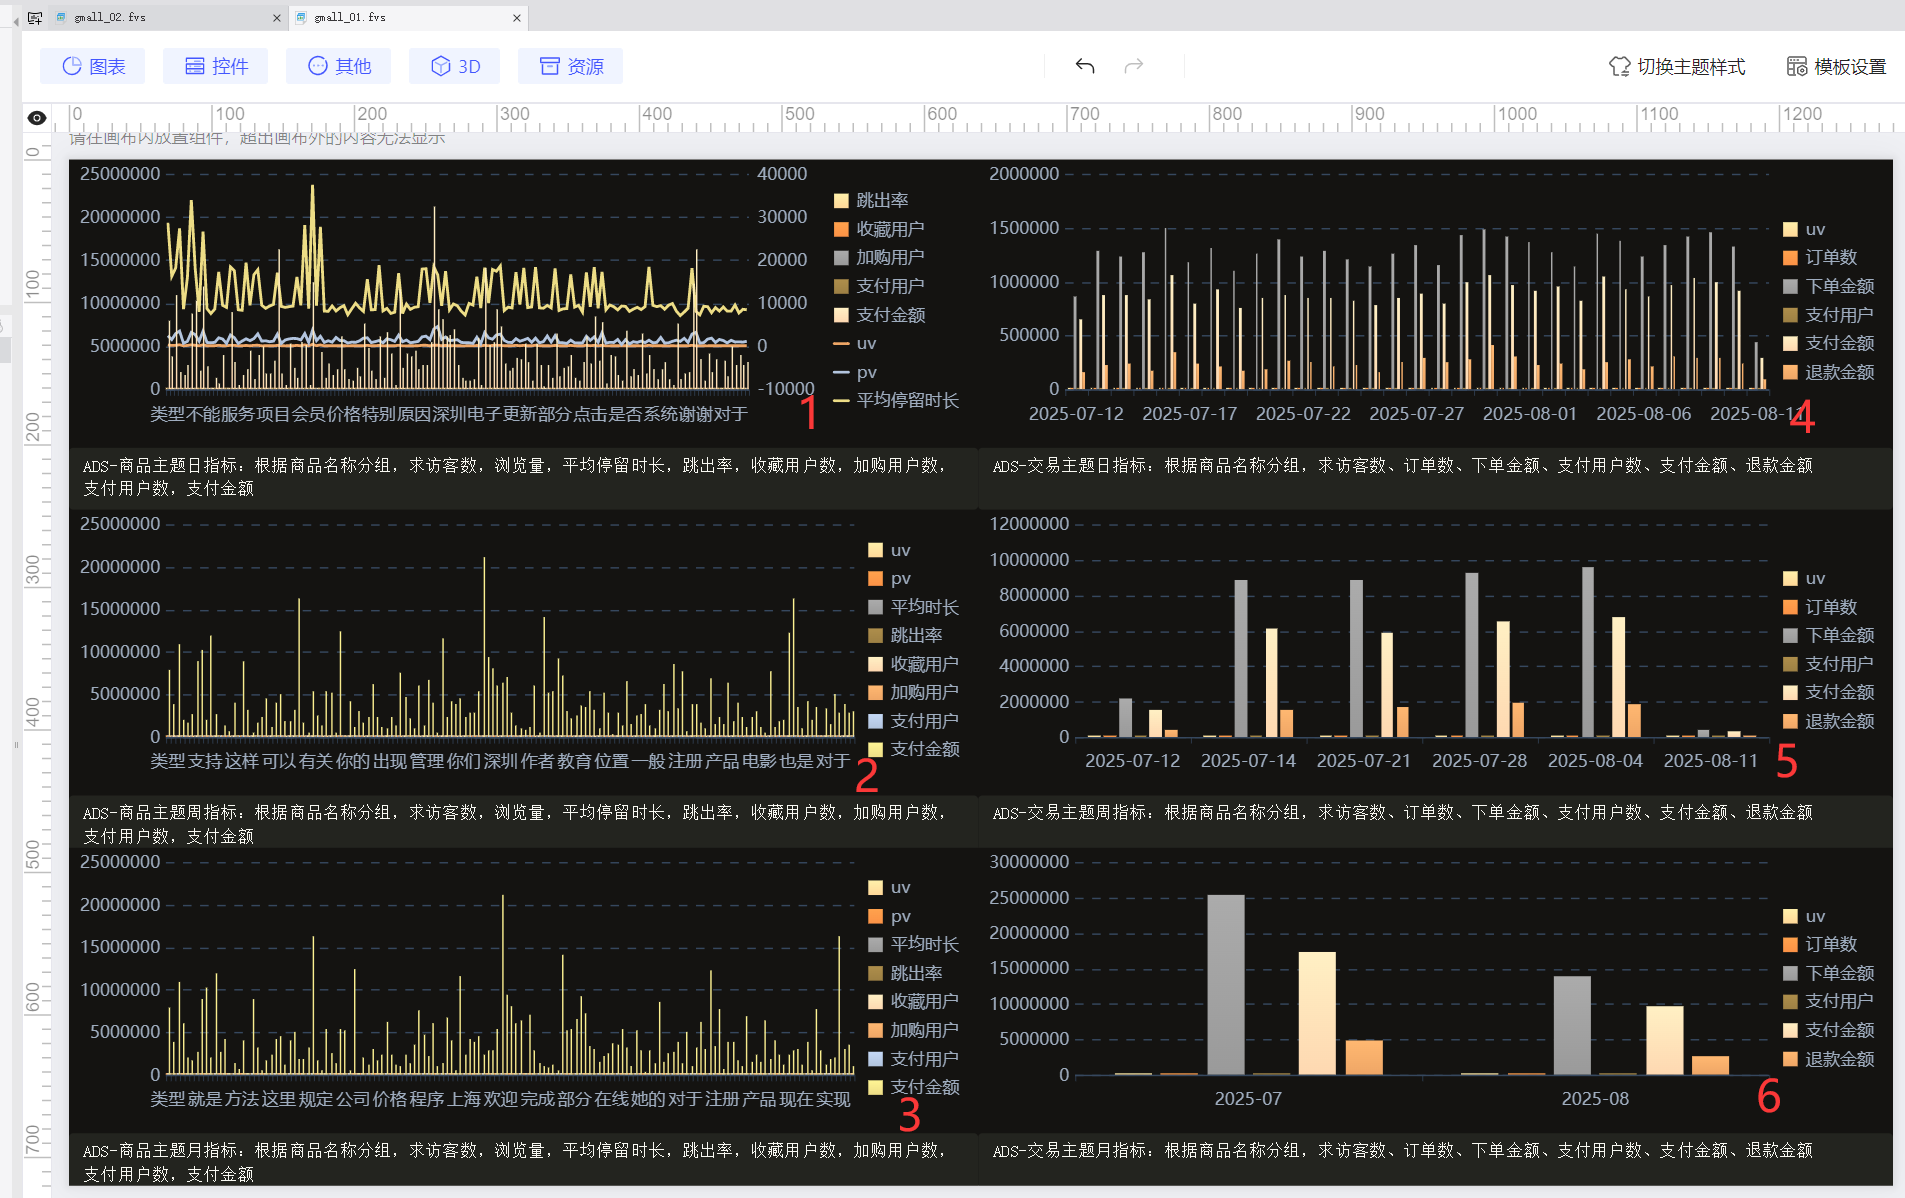 gmall_02.fvs
gmall_01.fvs
图表
控件
其他
3D
资源
切换主题样式
模板设置
0 100 200 300 400 500 600 700 800 900 1000 1100 1200
请在画布内放置组件，超出画布外的内容无法显示
0
100
200
300
400
500
600
700
25000000
20000000
15000000
10000000
5000000
0
40000
30000
20000
10000
0
-10000
跳出率
收藏用户
加购用户
支付用户
支付金额
uv
pv
平均停留时长
类型不能服务项目会员价格特别原因深圳电子更新部分点击是否系统谢谢对于
1
ADS-商品主题日指标：根据商品名称分组，求访客数，浏览量，平均停留时长，跳出率，收藏用户数，加购用户数，
支付用户数，支付金额
2000000
1500000
1000000
500000
0
uv
订单数
下单金额
支付用户
支付金额
退款金额
2025-07-12 2025-07-17 2025-07-22 2025-07-27 2025-08-01 2025-08-06 2025-08-11
4
ADS-交易主题日指标：根据商品名称分组，求访客数、订单数、下单金额、支付用户数、支付金额、退款金额
25000000
20000000
15000000
10000000
5000000
0
uv
pv
平均时长
跳出率
收藏用户
加购用户
支付用户
支付金额
类型支持这样可以有关你的出现管理你们深圳作者教育位置一般注册产品电影也是对于
2
ADS-商品主题周指标：根据商品名称分组，求访客数，浏览量，平均停留时长，跳出率，收藏用户数，加购用户数，
支付用户数，支付金额
12000000
10000000
8000000
6000000
4000000
2000000
0
uv
订单数
下单金额
支付用户
支付金额
退款金额
2025-07-12 2025-07-14 2025-07-21 2025-07-28 2025-08-04 2025-08-11
5
ADS-交易主题周指标：根据商品名称分组，求访客数、订单数、下单金额、支付用户数、支付金额、退款金额
25000000
20000000
15000000
10000000
5000000
0
uv
pv
平均时长
跳出率
收藏用户
加购用户
支付用户
支付金额
类型就是方法这里规定公司价格程序上海欢迎完成部分在线她的对于注册产品现在实现
3
ADS-商品主题月指标：根据商品名称分组，求访客数，浏览量，平均停留时长，跳出率，收藏用户数，加购用户数，
支付用户数，支付金额
30000000
25000000
20000000
15000000
10000000
5000000
0
uv
订单数
下单金额
支付用户
支付金额
退款金额
2025-07 2025-08
6
ADS-交易主题月指标：根据商品名称分组，求访客数、订单数、下单金额、支付用户数、支付金额、退款金额